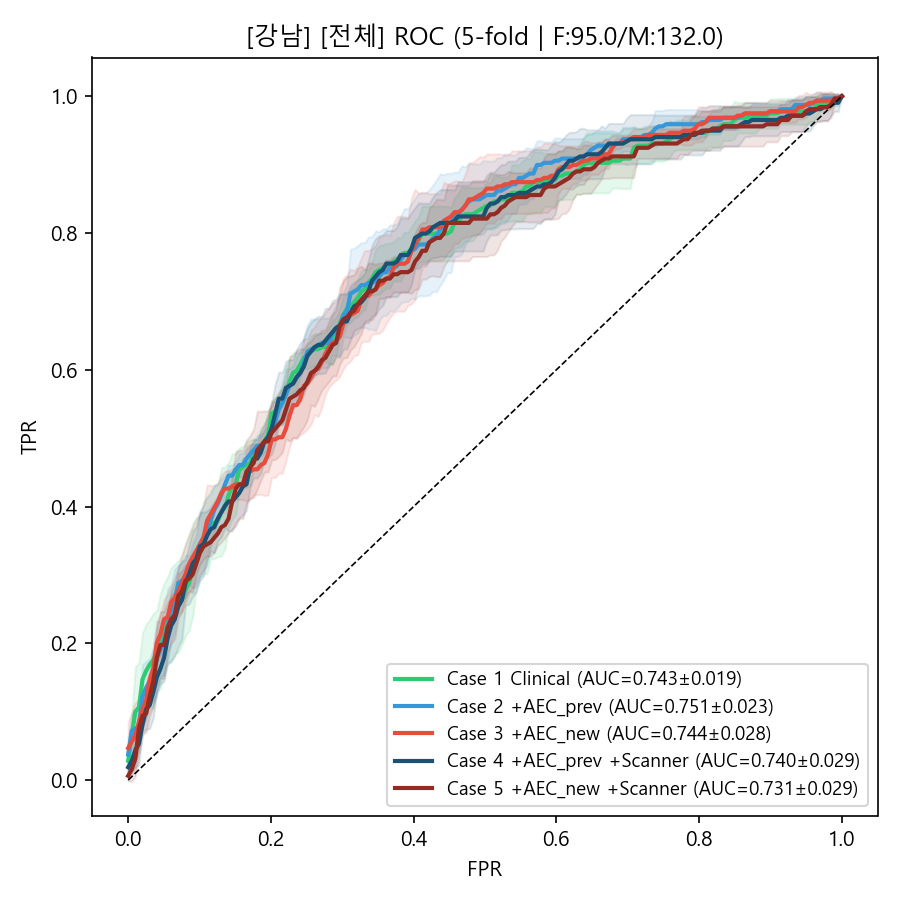 [강남] [전체] ROC (5-fold | F:95.0/M:132.0)
1.0
0.8
0.6
0.4
0.2
0.0
TPR
0.0 0.2 0.4 0.6 0.8 1.0
FPR
Case 1 Clinical (AUC=0.743±0.019)
Case 2 +AEC_prev (AUC=0.751±0.023)
Case 3 +AEC_new (AUC=0.744±0.028)
Case 4 +AEC_prev +Scanner (AUC=0.740±0.029)
Case 5 +AEC_new +Scanner (AUC=0.731±0.029)